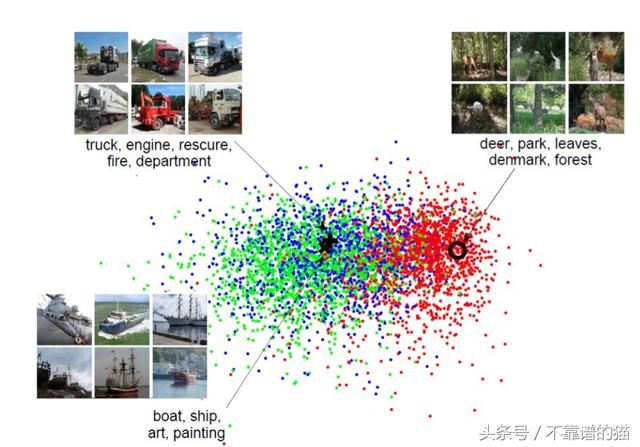 truck, engine, rescure,
fire, department
deer, park, leaves,
denmark, forest
boat, ship,
art, painting
头条号 / 不靠谱的猫